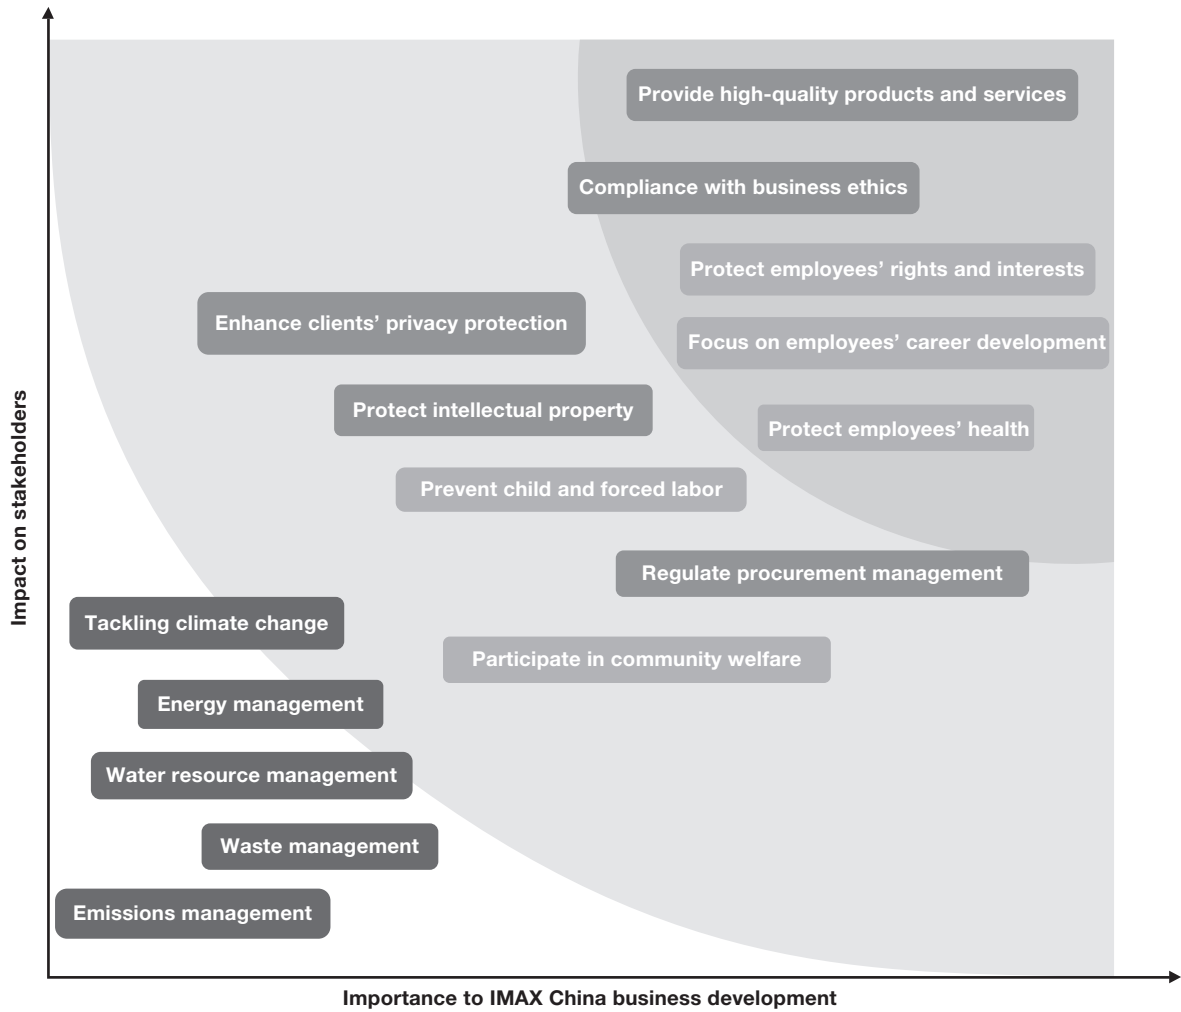 Provide high-quality products and services
Compliance with business ethics
Protect employees’ rights and interests
Enhance clients’ privacy protection
Focus on employees’ career development
Protect intellectual property
Protect employees’ health
Prevent child and forced labor
Regulate procurement management
Tackling climate change
Participate in community welfare
Energy management
Water resource management
Waste management
Emissions management
Impact on stakeholders
Importance to IMAX China business development